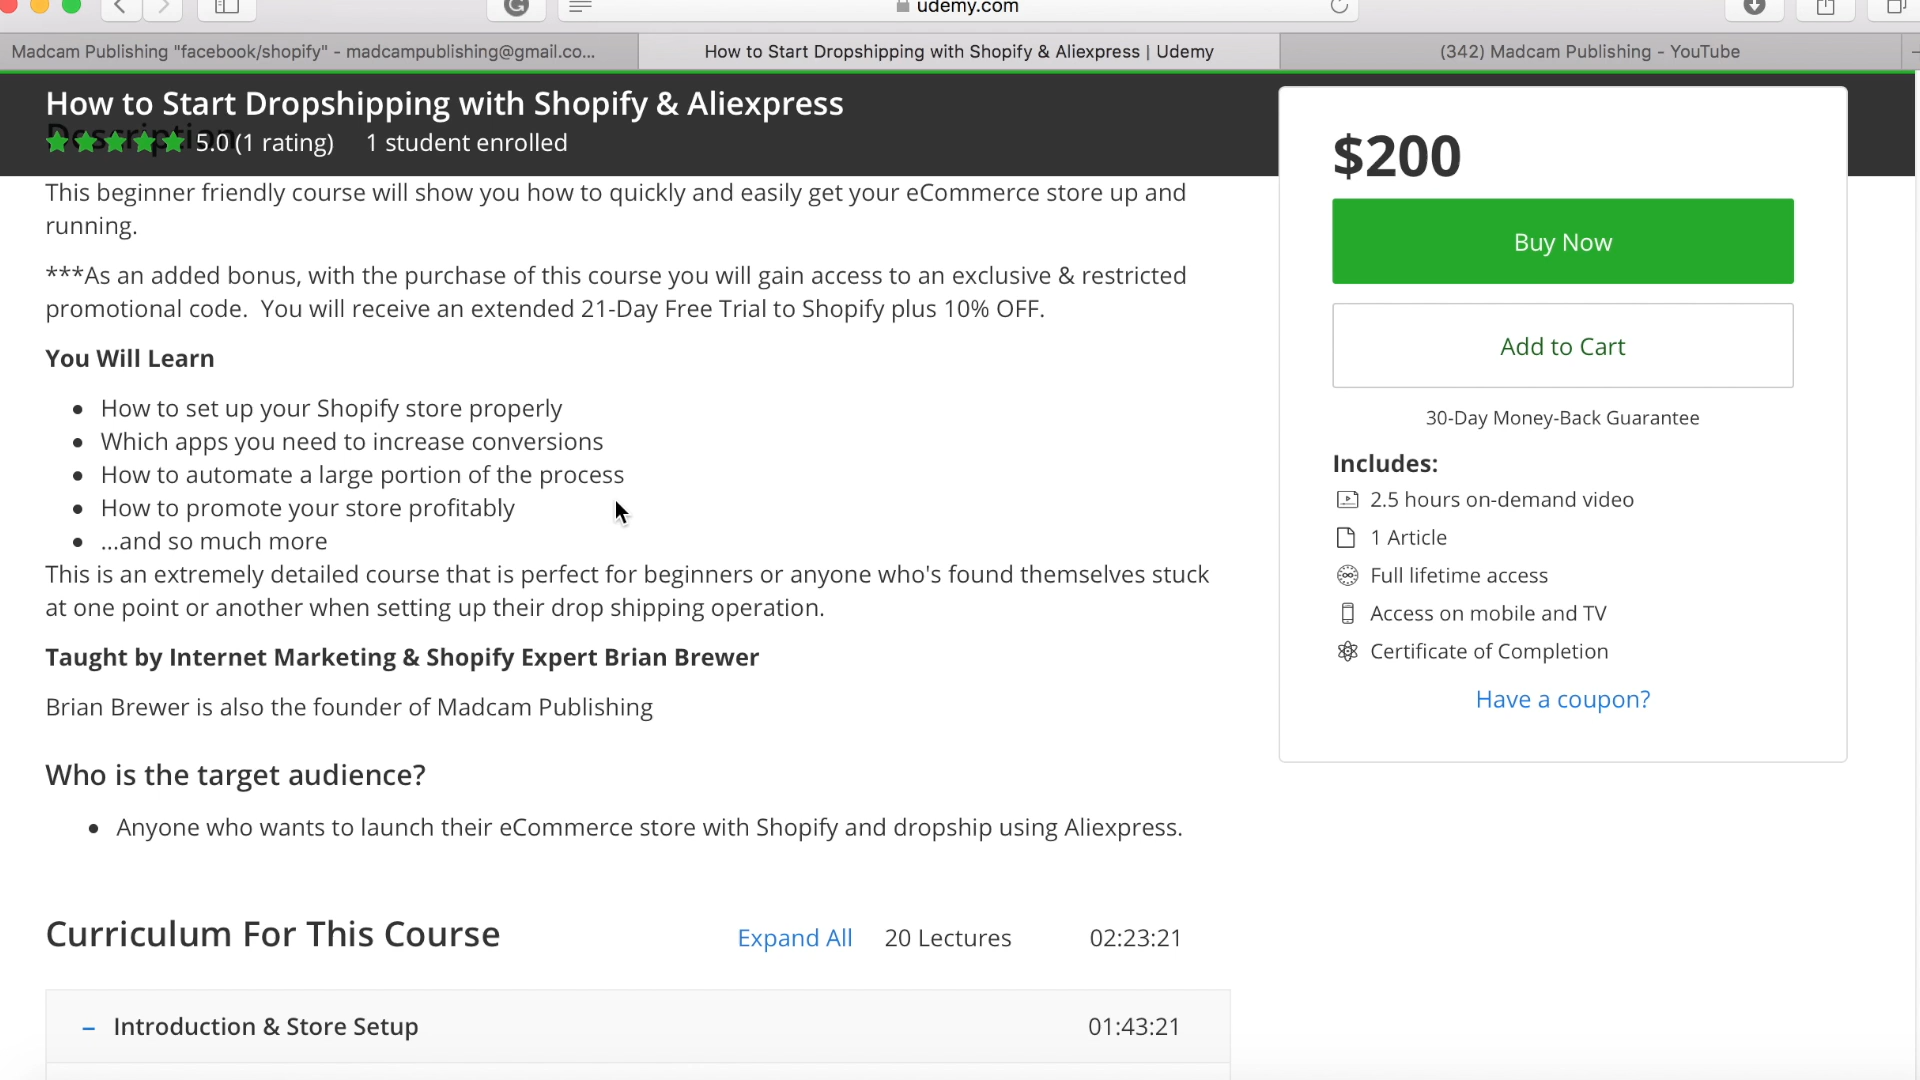 udemy.com
Madcam Publishing "facebook/shopify" - madcampublishing@gmail.co...
How to Start Dropshipping with Shopify & Aliexpress | Udemy
(342) Madcam Publishing - YouTube
How to Start Dropshipping with Shopify & Aliexpress
Description
5.0 (1 rating) 1 student enrolled
This beginner friendly course will show you how to quickly and easily get your eCommerce store up and
running.
***As an added bonus, with the purchase of this course you will gain access to an exclusive & restricted
promotional code. You will receive an extended 21-Day Free Trial to Shopify plus 10% OFF.
You Will Learn
How to set up your Shopify store properly
Which apps you need to increase conversions
How to automate a large portion of the process
How to promote your store profitably
...and so much more
This is an extremely detailed course that is perfect for beginners or anyone who's found themselves stuck
at one point or another when setting up their drop shipping operation.
Taught by Internet Marketing & Shopify Expert Brian Brewer
Brian Brewer is also the founder of Madcam Publishing
Who is the target audience?
Anyone who wants to launch their eCommerce store with Shopify and dropship using Aliexpress.
Curriculum For This Course
Expand All 20 Lectures 02:23:21
– Introduction & Store Setup 01:43:21
$200
Buy Now
Add to Cart
30-Day Money-Back Guarantee
Includes:
2.5 hours on-demand video
1 Article
Full lifetime access
Access on mobile and TV
Certificate of Completion
Have a coupon?